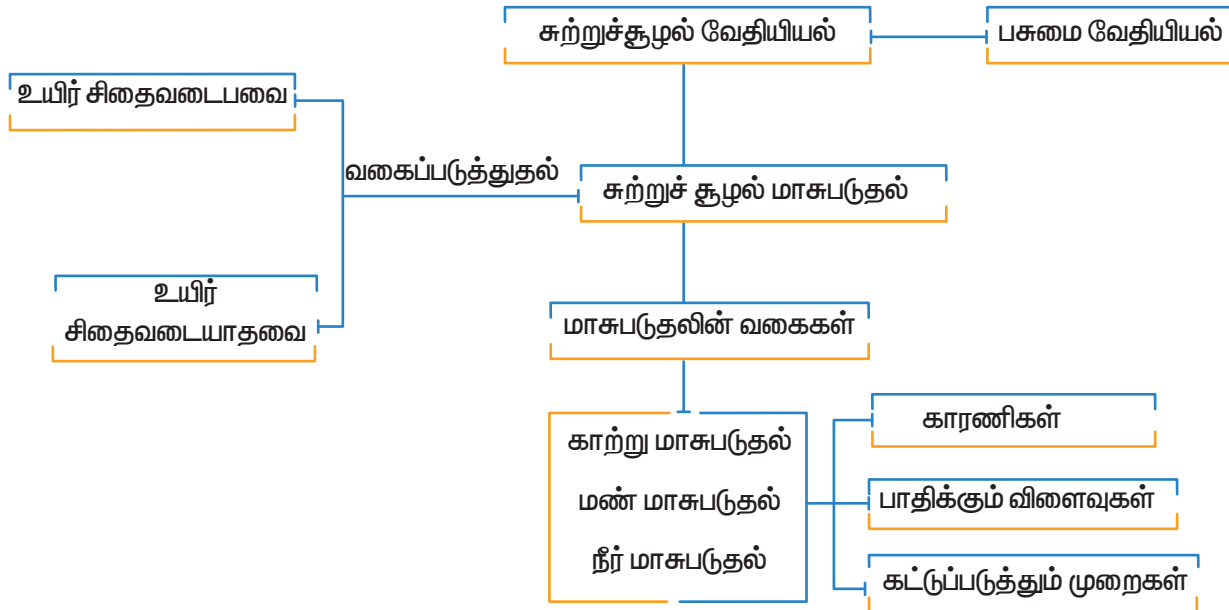 சுற்றுச்சூழல் வேதியியல்
பசுமை வேதியியல்
உயிர் சிதைவடைபவை
வகைப்படுத்துதல்
சுற்றுச் சூழல் மாசுபடுதல்
உயிர்
சிதைவடையாதவை
மாசுபடுதலின் வகைகள்
காற்று மாசுபடுதல்
மண் மாசுபடுதல்
நீர் மாசுபடுதல்
காரணிகள்
பாதிக்கும் விளைவுகள்
கட்டுப்படுத்தும் முறைகள்